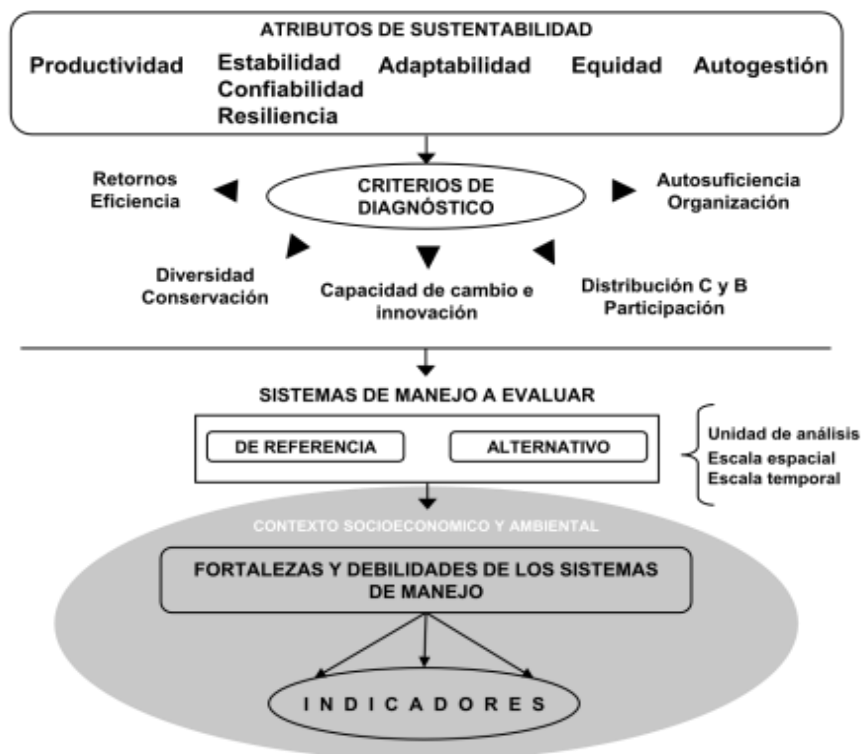 ATRIBUTOS DE SUSTENTABILIDAD
Productividad
Estabilidad
Confiabilidad
Resiliencia
Adaptabilidad
Equidad
Autogestión
Retornos
Eficiencia
CRITERIOS DE
DIAGNÓSTICO
Autosuficiencia
Organización
Diversidad
Conservación
Capacidad de cambio e
innovación
Distribución C y B
Participación
SISTEMAS DE MANEJO A EVALUAR
DE REFERENCIA
ALTERNATIVO
Unidad de análisis
Escala espacial
Escala temporal
CONTEXTO SOCIOECONOMICO Y AMBIENTAL
FORTALEZAS Y DEBILIDADES DE LOS SISTEMAS
DE MANEJO
INDICADORES